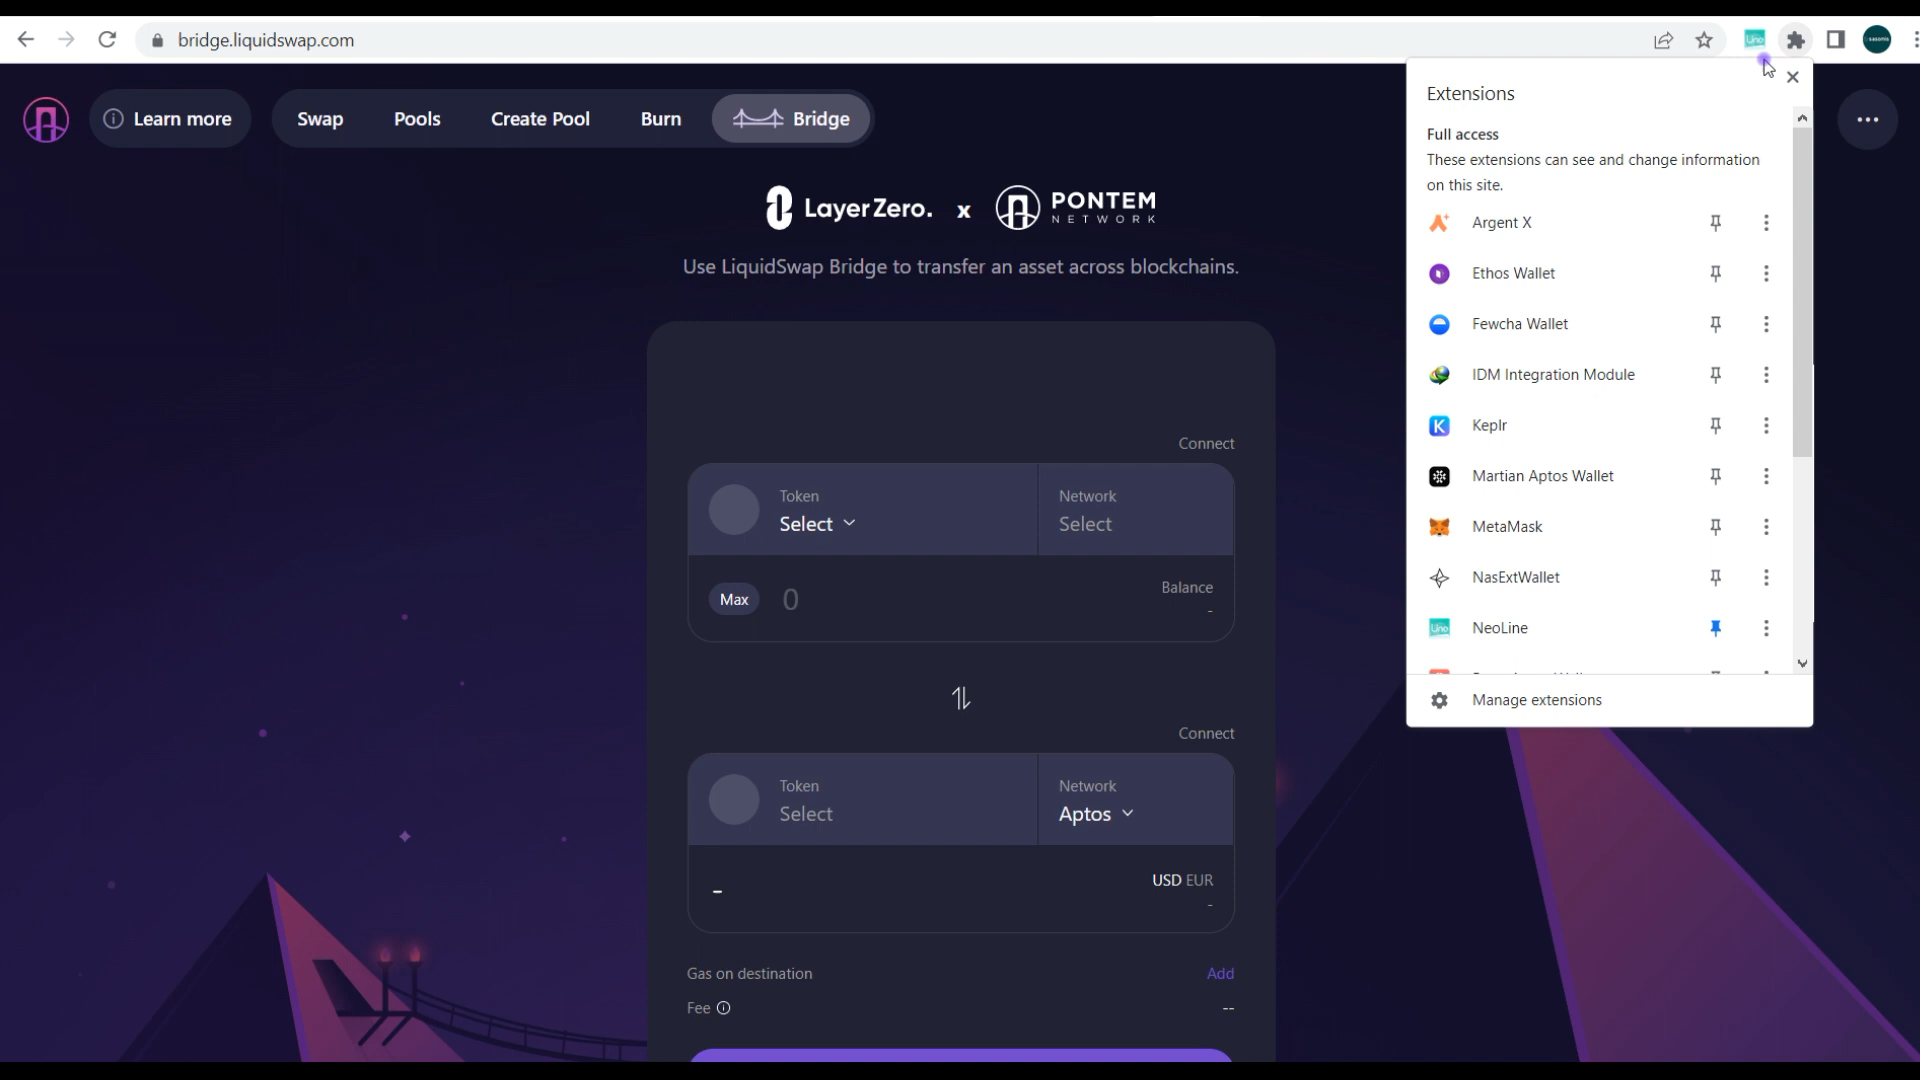 bridge.liquidswap.com
Uno
sasonis
Learn more
Swap
Pools
Create Pool
Burn
Bridge
LayerZero. x PONTEM
NETWORK
Use LiquidSwap Bridge to transfer an asset across blockchains.
Connect
Token
Select
Network
Select
Max
0
Balance
-
Connect
Token
Select
Network
Aptos
-
USD EUR
-
Gas on destination
Add
Fee
--
Extensions
Full access
These extensions can see and change information
on this site.
Argent X
Ethos Wallet
Fewcha Wallet
IDM Integration Module
Keplr
Martian Aptos Wallet
MetaMask
NasExtWallet
Uno
NeoLine
Manage extensions